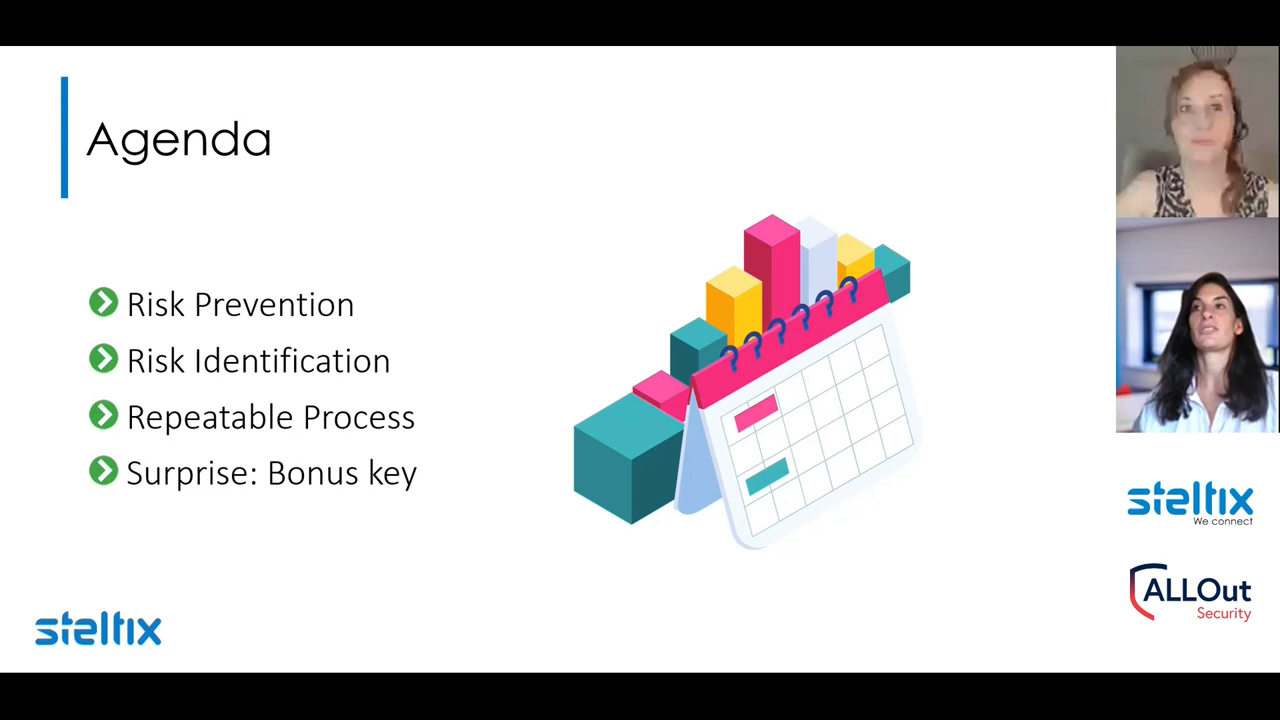 Agenda
Risk Prevention
Risk Identification
Repeatable Process
Surprise: Bonus key
steltix
steltix
We connect
ALLOut
Security